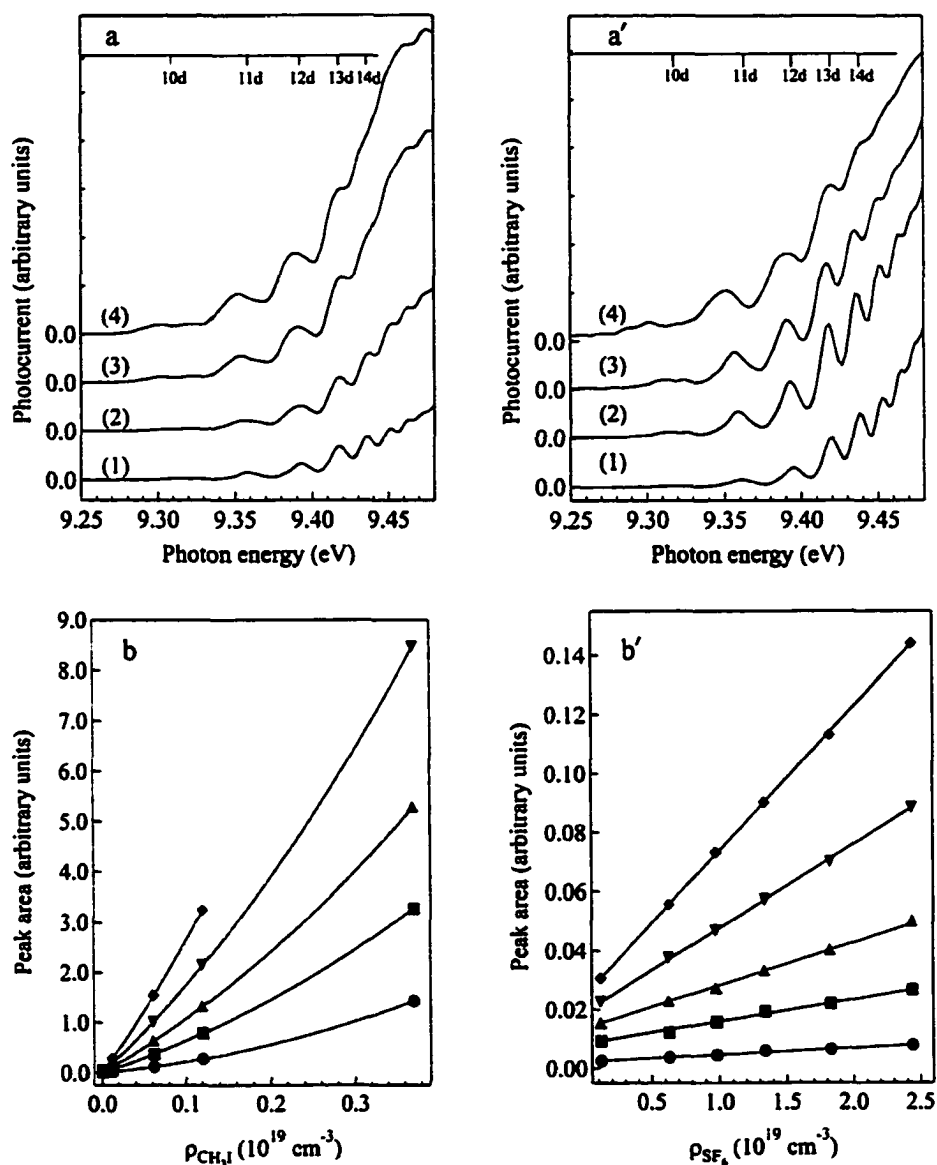 a
10d 11d 12d 13d 14d
Photocurrent (arbitrary units)
(4)
0.0
(3)
0.0
(2)
0.0
(1)
0.0
9.25 9.30 9.35 9.40 9.45
Photon energy (eV)
a′
10d 11d 12d 13d 14d
Photocurrent (arbitrary units)
(4)
0.0
(3)
0.0
(2)
0.0
(1)
0.0
9.25 9.30 9.35 9.40 9.45
Photon energy (eV)
b
9.0
8.0
7.0
6.0
5.0
4.0
3.0
2.0
1.0
0.0
Peak area (arbitrary units)
0.0 0.1 0.2 0.3
ρCH₃I (10¹⁹ cm⁻³)
b′
0.14
0.12
0.10
0.08
0.06
0.04
0.02
0.00
Peak area (arbitrary units)
0.5 1.0 1.5 2.0 2.5
ρSF₆ (10¹⁹ cm⁻³)